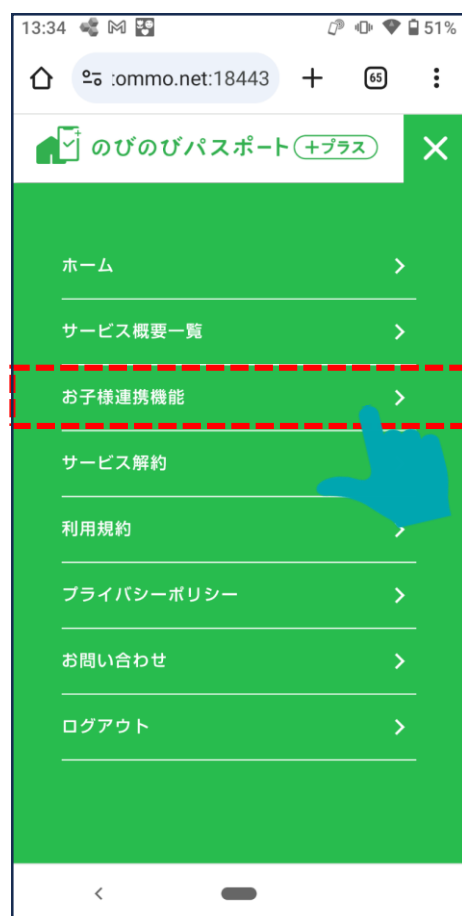 13:34 51%
:ommo.net:18443 65
のびのびパスポート +プラス
ホーム
サービス概要一覧
お子様連携機能
サービス解約
利用規約
プライバシーポリシー
お問い合わせ
ログアウト